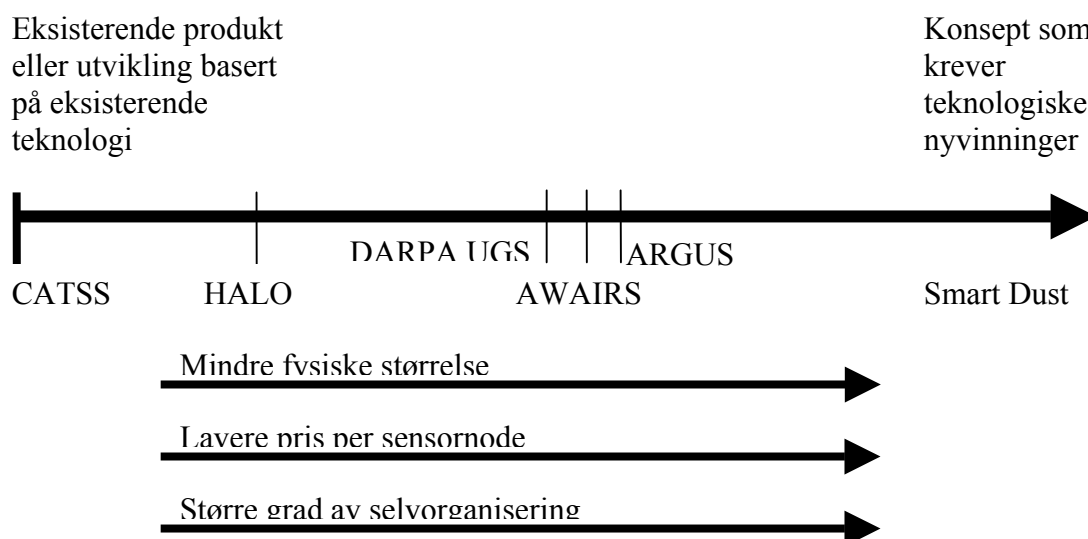 Eksisterende produkt
eller utvikling basert
på eksisterende
teknologi
Konsept som
krever
teknologiske
nyvinninger
DARPA UGS
ARGUS
CATSS
HALO
AWAIRS
Smart Dust
Mindre fysiske størrelse
Lavere pris per sensornode
Større grad av selvorganisering